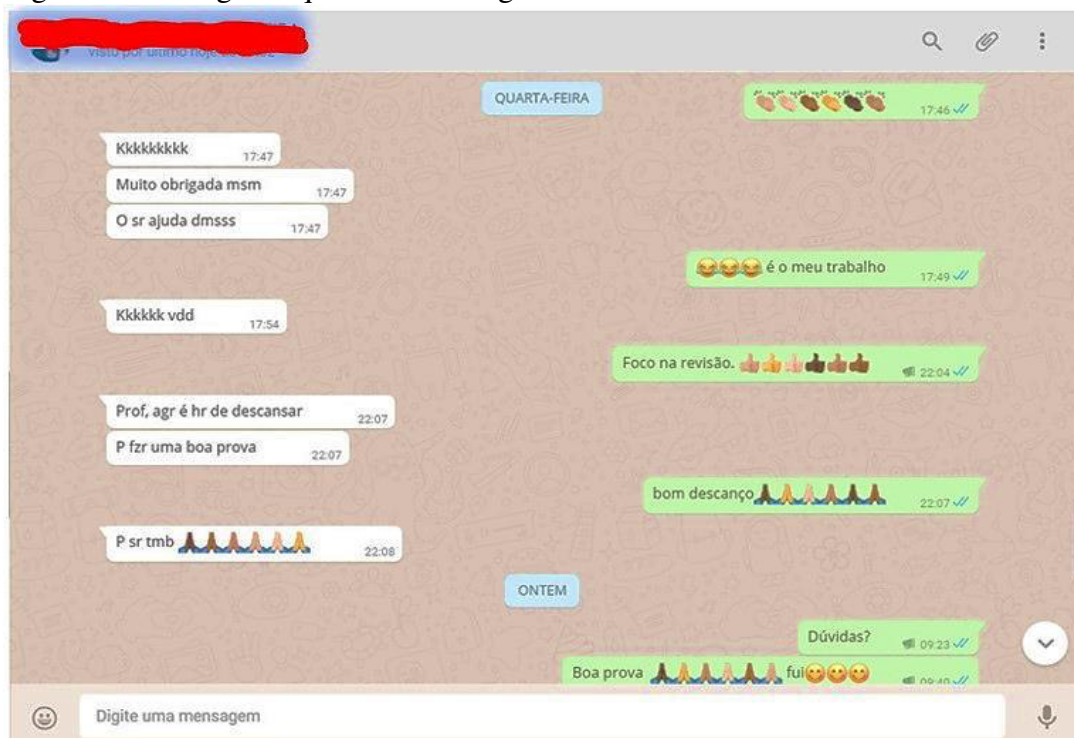 QUARTA-FEIRA
👏🏽👏🏼👏🏾👏👏🏿👏🏽 17:46
Kkkkkkkkk 17:47
Muito obrigada msm 17:47
O sr ajuda dmsss 17:47
😂😂😂 é o meu trabalho 17:49
Kkkkkk vdd 17:54
Foco na revisão. 👍🏽👍👍🏼👍🏿👍🏽👍🏾 22:04
Prof, agr é hr de descansar 22:07
P fzr uma boa prova 22:07
bom descanço 🙏🏿🙏🙏🏼🙏🏽🙏🏿🙏🏾 22:07
P sr tmb 🙏🏿🙏🏾🙏🏽🙏🏼🙏🏼🙏 22:08
ONTEM
Dúvidas? 09:23
Boa prova 🙏🏿🙏🙏🏽🙏🏼🙏🏾🙏🏽 fui😋😋😋 09:40
Digite uma mensagem